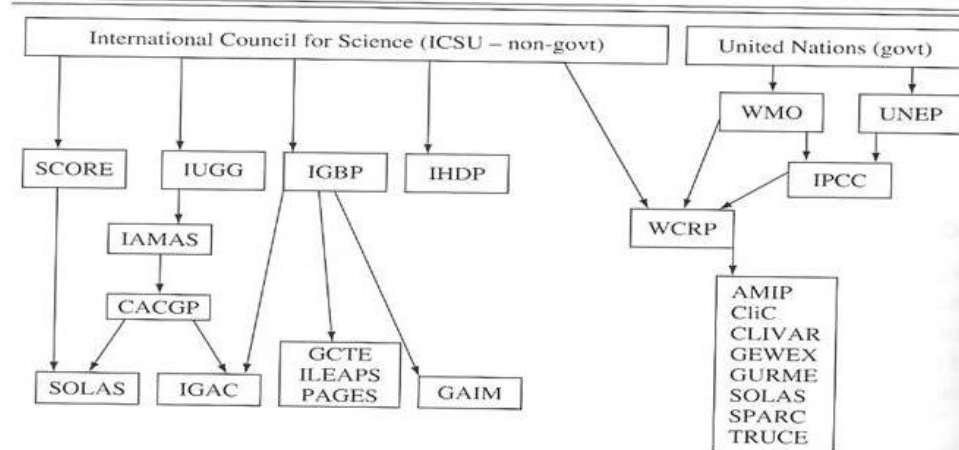 International Council for Science (ICSU – non-govt)
United Nations (govt)
WMO
UNEP
SCORE
IUGG
IGBP
IHDP
IPCC
WCRP
IAMAS
CACGP
SOLAS
IGAC
GCTE
ILEAPS
PAGES
GAIM
AMIP
CliC
CLIVAR
GEWEX
GURME
SOLAS
SPARC
TRUCE